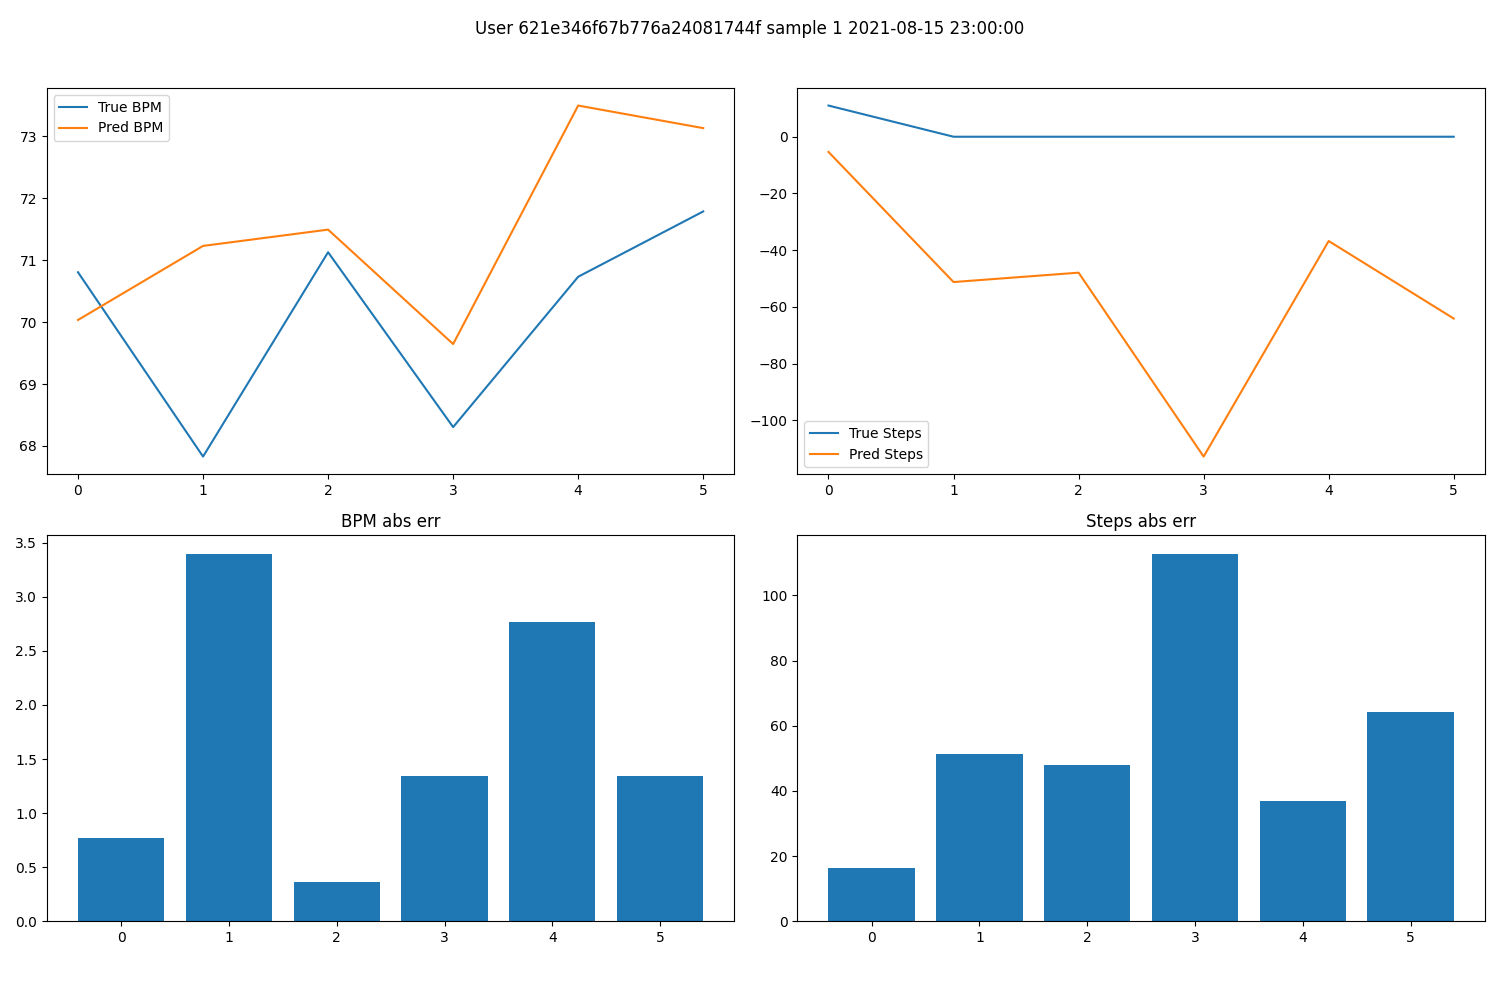 User 621e346f67b776a24081744f sample 1 2021-08-15 23:00:00
True BPM
Pred BPM
73
72
71
70
69
68
0 1 2 3 4 5
0
−20
−40
−60
−80
−100
True Steps
Pred Steps
0 1 2 3 4 5
BPM abs err
3.5
3.0
2.5
2.0
1.5
1.0
0.5
0.0
0 1 2 3 4 5
Steps abs err
100
80
60
40
20
0
0 1 2 3 4 5